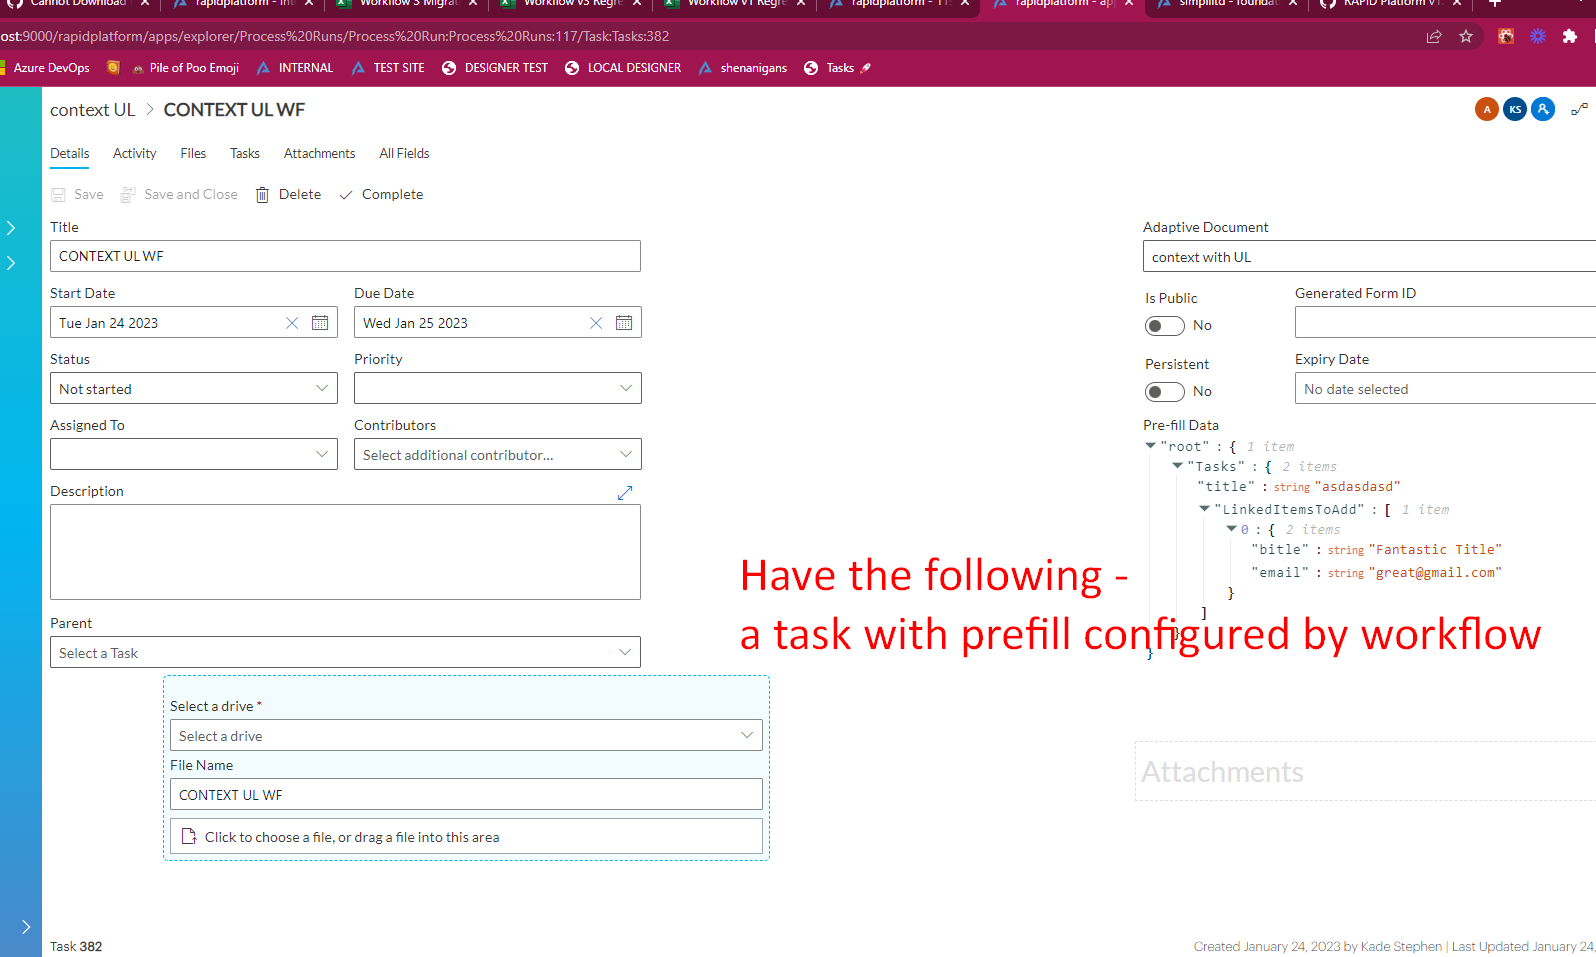 Cannot Download
rapidplatform - Int
Workflow 3 Migrat
Workflow V3 Regre
Workflow V1 Regre
rapidplatform - 11
rapidplatform - ap
simplitd - foundat
RAPID Platform V1.
ost:9000/rapidplatform/apps/explorer/Process%20Runs/Process%20Run:Process%20Runs:117/Task:Tasks:382
Azure DevOps
Pile of Poo Emoji
INTERNAL
TEST SITE
DESIGNER TEST
LOCAL DESIGNER
shenanigans
Tasks
context UL > CONTEXT UL WF
A KS
Details Activity Files Tasks Attachments All Fields
Save Save and Close Delete Complete
Title
CONTEXT UL WF
Start Date Due Date
Tue Jan 24 2023 Wed Jan 25 2023
Status Priority
Not started
Assigned To Contributors
Select additional contributor...
Description
Parent
Select a Task
Select a drive *
Select a drive
File Name
CONTEXT UL WF
Click to choose a file, or drag a file into this area
Adaptive Document
context with UL
Is Public Generated Form ID
No
Persistent Expiry Date
No No date selected
Pre-fill Data
"root" : { 1 item
"Tasks" : { 2 items
"title" : string "asdasdasd"
"LinkedItemsToAdd" : [ 1 item
0 : { 2 items
"bitle" : string "Fantastic Title"
"email" : string "great@gmail.com"
}
]
}
}
Have the following -
a task with prefill configured by workflow
Attachments
Task 382
Created January 24, 2023 by Kade Stephen | Last Updated January 24,